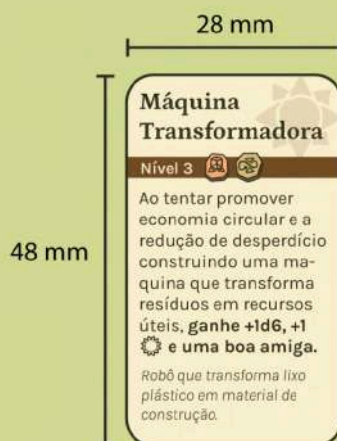 28 mm
48 mm
Máquina
Transformadora
Nível 3
Ao tentar promover
economia circular e a
redução de desperdício
construindo uma ma-
quina que transforma
resíduos em recursos
úteis, ganhe +1d6, +1
e uma boa amiga.
Robô que transforma lixo
plástico em material de
construção.